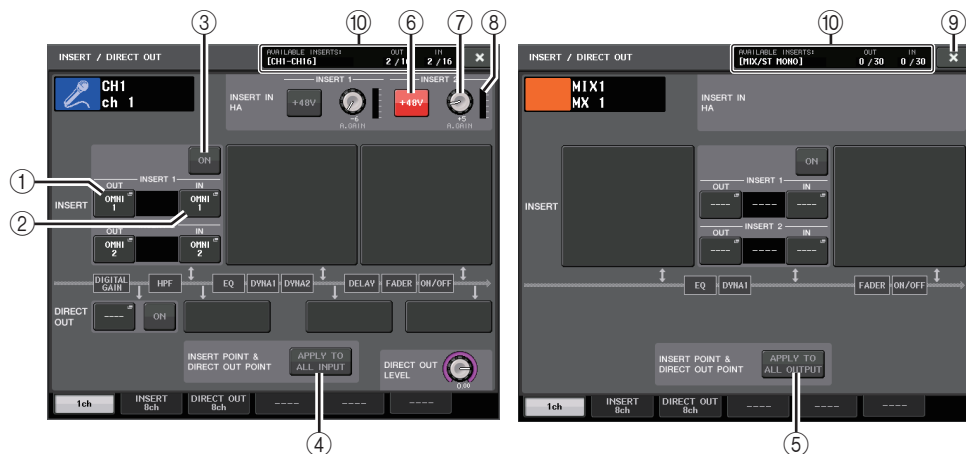 ③ ⑩ ⑥ ⑦ ⑧ ⑩ ⑨
INSERT / DIRECT OUT
AVAILABLE INSERTS: OUT IN
[CH1-CH16] 2 /16 2 /16
×
CH1
ch 1
INSERT IN
HA
INSERT 1
INSERT 2
+48V
-6
A.GAIN
+48V
+5
A.GAIN
ON
①
②
INSERT
INSERT 1
OUT IN
OMNI
1
OMNI
1
OUT IN
OMNI
2
OMNI
2
DIGITAL
GAIN
HPF
EQ
DYNA1
DYNA2
DELAY
FADER
ON/OFF
DIRECT
OUT
----
ON
INSERT POINT &
DIRECT OUT POINT
APPLY TO
ALL INPUT
DIRECT OUT
LEVEL
0.00
1ch
INSERT
8ch
DIRECT OUT
8ch
----
----
----
④
INSERT / DIRECT OUT
AVAILABLE INSERTS: OUT IN
[MIX/ST MONO] 0 /30 0 /30
×
MIX1
MX 1
INSERT IN
HA
ON
INSERT
INSERT 1
OUT IN
----
----
INSERT 2
OUT IN
----
----
EQ
DYNA1
FADER
ON/OFF
INSERT POINT &
DIRECT OUT POINT
APPLY TO
ALL OUTPUT
1ch
INSERT
8ch
DIRECT OUT
8ch
----
----
----
⑤